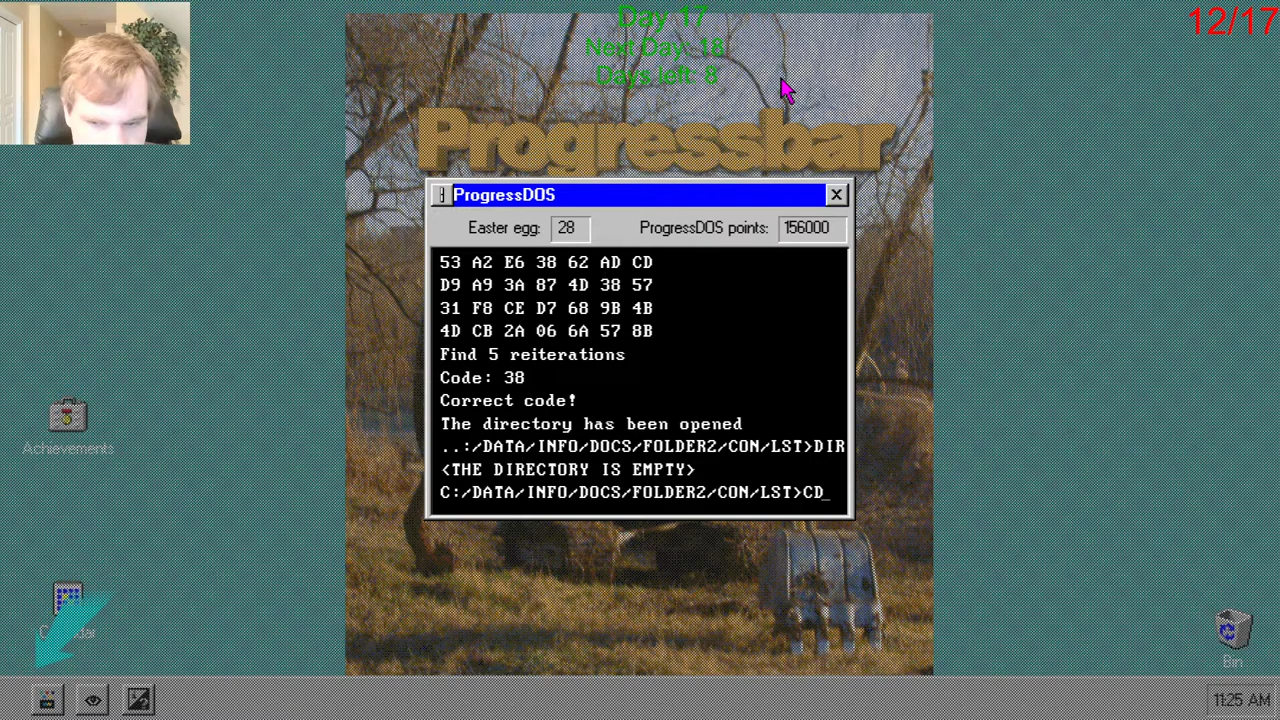 Day 17
Next Day: 18
Days left: 8
12/17
Progressbar
ProgressDOS
Easter egg: 28 ProgressDOS points: 156000
53 A2 E6 38 62 AD CD
D9 A9 3A 87 4D 38 57
31 F8 CE D7 68 9B 4B
4D CB 2A 06 6A 57 8B
Find 5 reiterations
Code: 38
Correct code!
The directory has been opened
..:/DATA/INFO/DOCS/FOLDER2/CON/LST>DIR
<THE DIRECTORY IS EMPTY>
C:/DATA/INFO/DOCS/FOLDER2/CON/LST>CD_
Achievements
Bin
11:25 AM